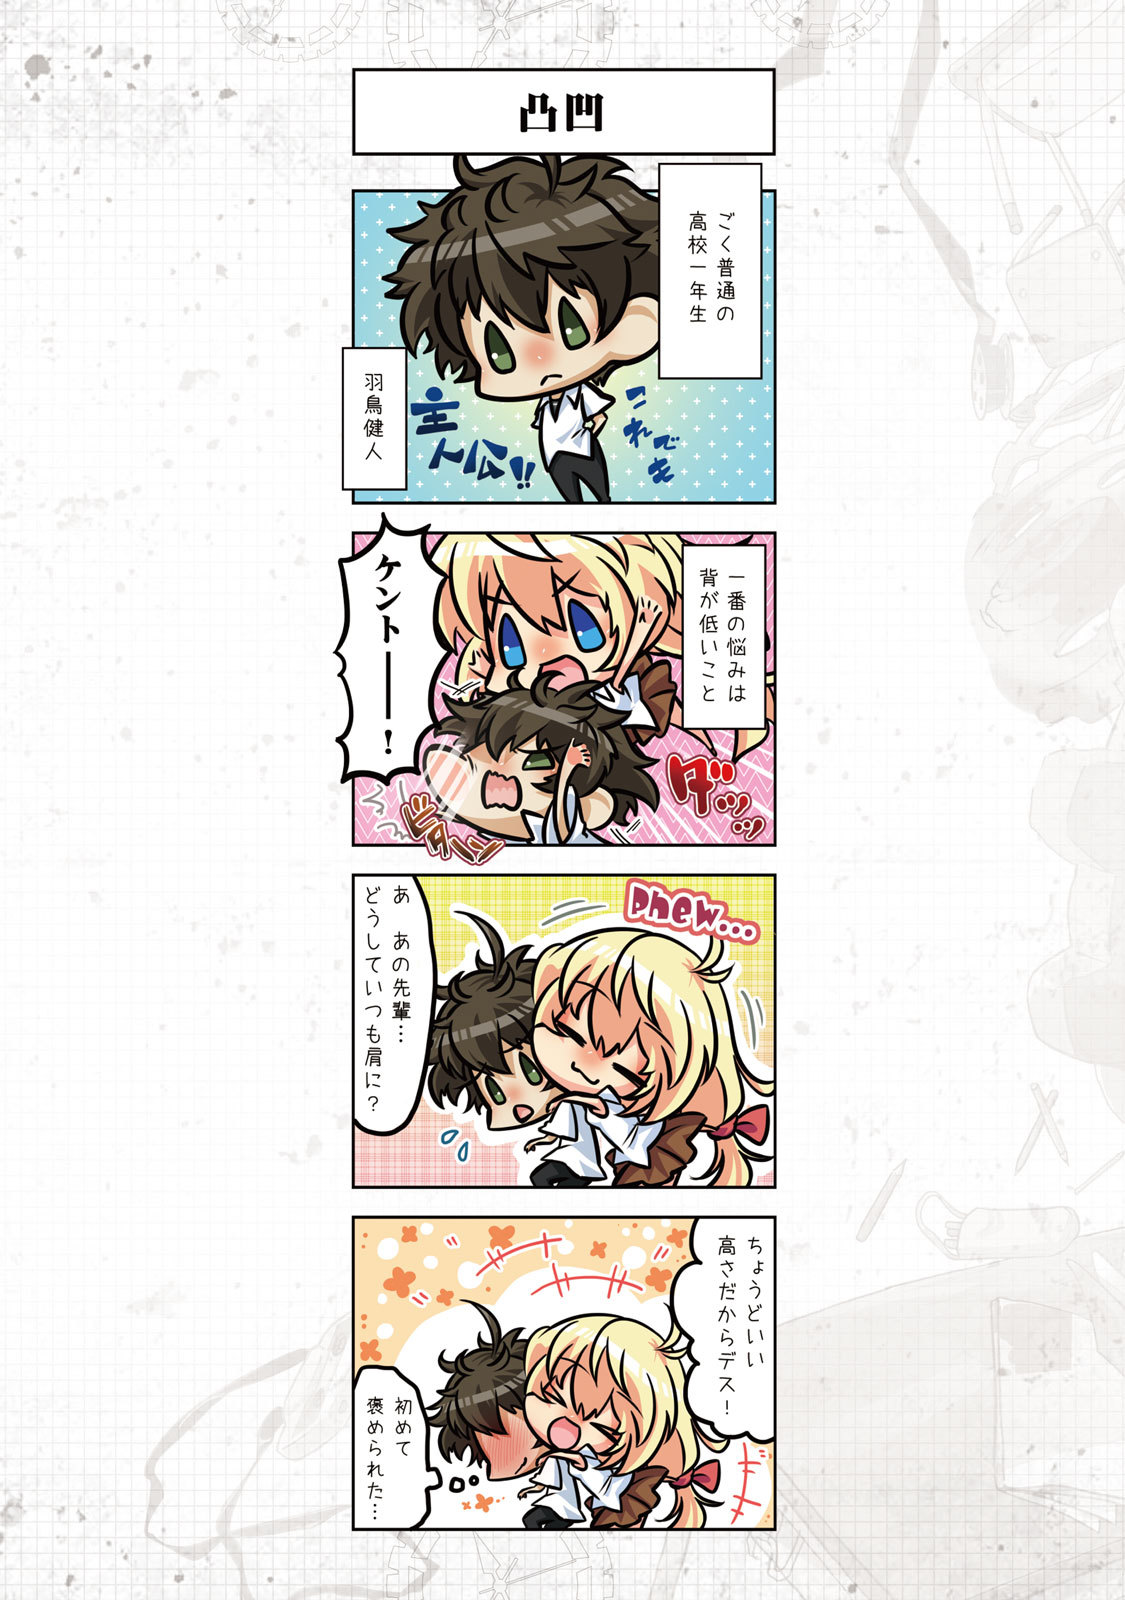 凸凹
ごく普通の
高校一年生
これでも
主人公!!
羽鳥健人
一番の悩みは
背が低いこと
ケントーーー！
ダッッ
ビターンン
phew...
あ あの先輩…
どうしていつも肩に？
ちょうどいい
高さだからデス！
初めて
褒められた…